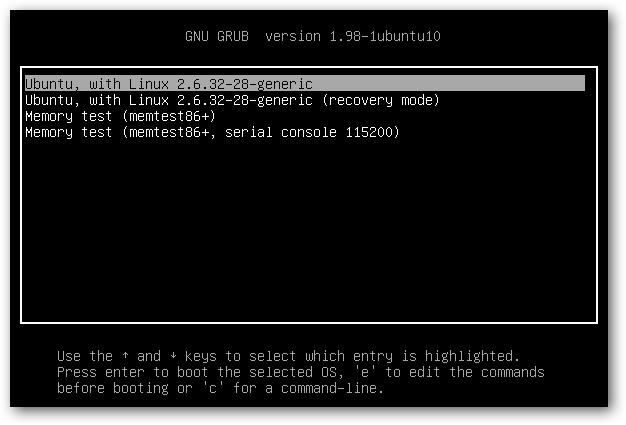 GNU GRUB  version 1.98-1ubuntu10
Ubuntu, with Linux 2.6.32-28-generic
Ubuntu, with Linux 2.6.32-28-generic (recovery mode)
Memory test (memtest86+)
Memory test (memtest86+, serial console 115200)
Use the ↑ and ↓ keys to select which entry is highlighted.
Press enter to boot the selected OS, 'e' to edit the commands
before booting or 'c' for a command-line.